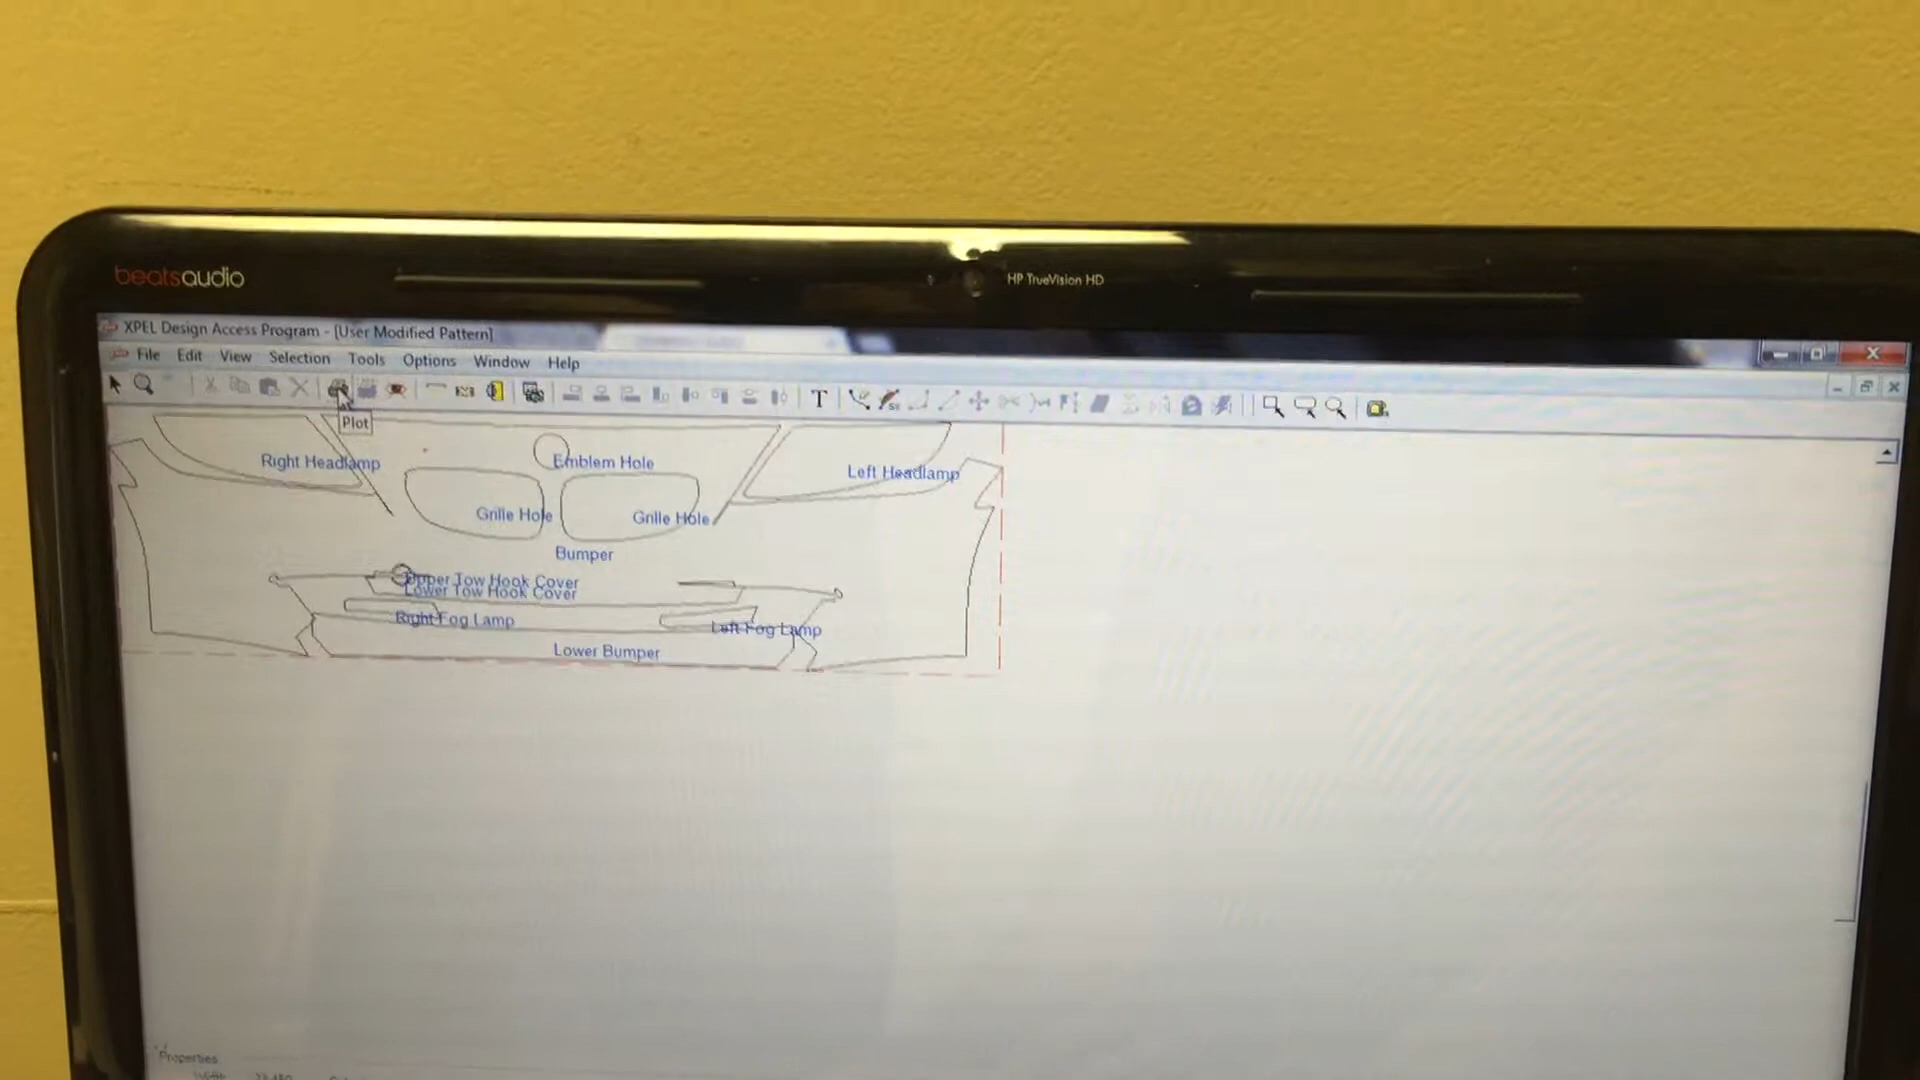 beatsaudio
HP TrueVision HD
XPEL Design Access Program - [User Modified Pattern]
File Edit View Selection Tools Options Window Help
T
Plot
Right Headlamp
Emblem Hole
Left Headlamp
Grille Hole
Grille Hole
Bumper
Upper Tow Hook Cover
Lower Tow Hook Cover
Right Fog Lamp
Left Fog Lamp
Lower Bumper
Properties